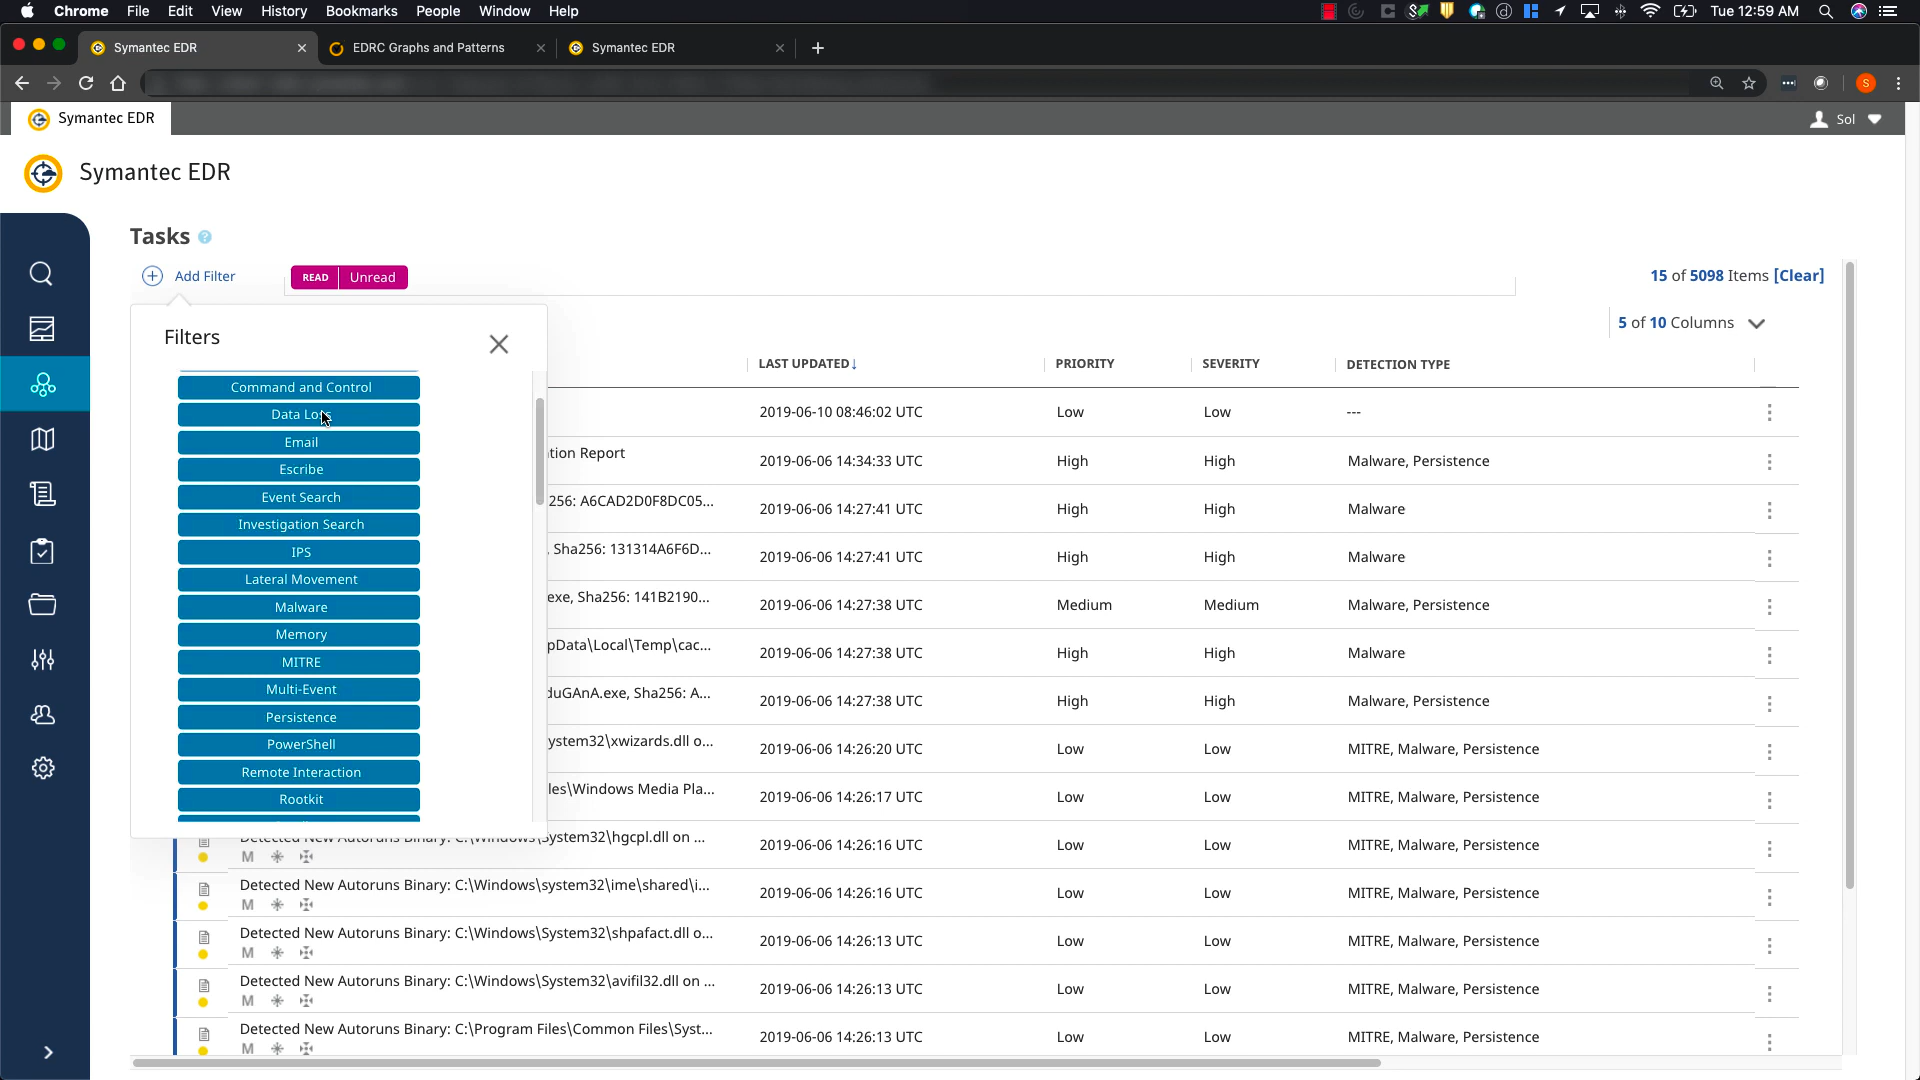 Chrome File Edit View History Bookmarks People Window Help Tue 12:59 AM
Symantec EDR EDRC Graphs and Patterns Symantec EDR
S
Symantec EDR Sol
Symantec EDR
Tasks ?
Add Filter READ Unread 15 of 5098 Items [Clear]
Filters
5 of 10 Columns
LAST UPDATED↓ PRIORITY SEVERITY DETECTION TYPE
Command and Control
Data Loss
Email
Escribe
Event Search
Investigation Search
IPS
Lateral Movement
Malware
Memory
MITRE
Multi-Event
Persistence
PowerShell
Remote Interaction
Rootkit
2019-06-10 08:46:02 UTC Low Low ---
tion Report 2019-06-06 14:34:33 UTC High High Malware, Persistence
256: A6CAD2D0F8DC05... 2019-06-06 14:27:41 UTC High High Malware
, Sha256: 131314A6F6D... 2019-06-06 14:27:41 UTC High High Malware
exe, Sha256: 141B2190... 2019-06-06 14:27:38 UTC Medium Medium Malware, Persistence
pData\Local\Temp\cac... 2019-06-06 14:27:38 UTC High High Malware
duGAnA.exe, Sha256: A... 2019-06-06 14:27:38 UTC High High Malware, Persistence
ystem32\xwizards.dll o... 2019-06-06 14:26:20 UTC Low Low MITRE, Malware, Persistence
les\Windows Media Pla... 2019-06-06 14:26:17 UTC Low Low MITRE, Malware, Persistence
Detected New Autoruns Binary: C:\Windows\System32\hgcpl.dll on ... 2019-06-06 14:26:16 UTC Low Low MITRE, Malware, Persistence
M
Detected New Autoruns Binary: C:\Windows\system32\ime\shared\i... 2019-06-06 14:26:16 UTC Low Low MITRE, Malware, Persistence
M
Detected New Autoruns Binary: C:\Windows\System32\shpafact.dll o... 2019-06-06 14:26:13 UTC Low Low MITRE, Malware, Persistence
M
Detected New Autoruns Binary: C:\Windows\System32\avifil32.dll on ... 2019-06-06 14:26:13 UTC Low Low MITRE, Malware, Persistence
M
Detected New Autoruns Binary: C:\Program Files\Common Files\Syst... 2019-06-06 14:26:13 UTC Low Low MITRE, Malware, Persistence
M